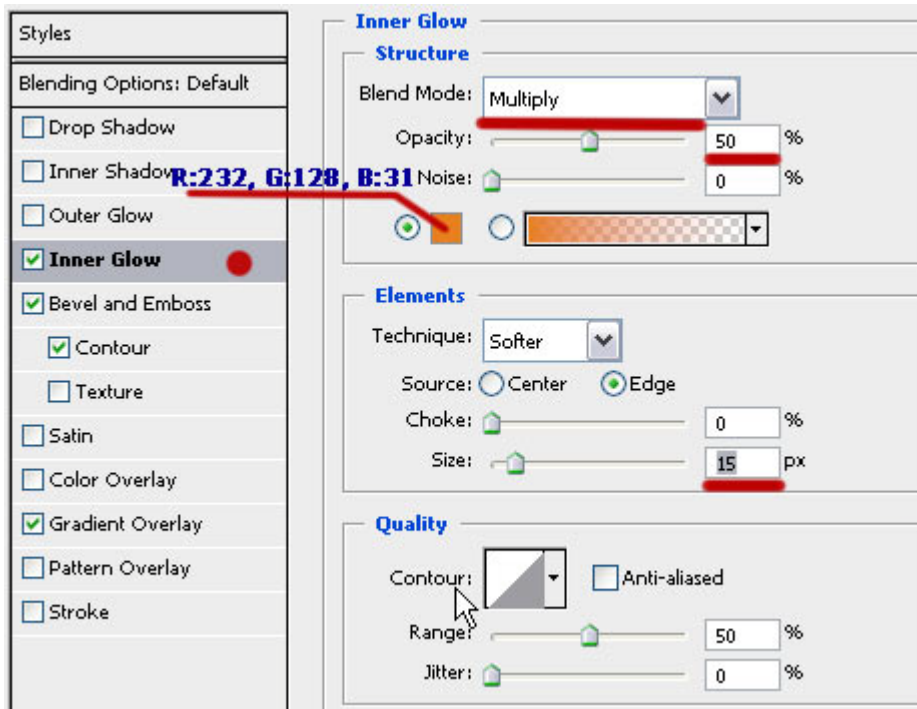 Styles
Blending Options: Default
Drop Shadow
Inner Shadow
Outer Glow
Inner Glow
Bevel and Emboss
Contour
Texture
Satin
Color Overlay
Gradient Overlay
Pattern Overlay
Stroke
R:232, G:128, B:31
Inner Glow
Structure
Blend Mode: Multiply
Opacity: 50 %
Noise: 0 %
Elements
Technique: Softer
Source: Center Edge
Choke: 0 %
Size: 15 px
Quality
Contour: Anti-aliased
Range: 50 %
Jitter: 0 %